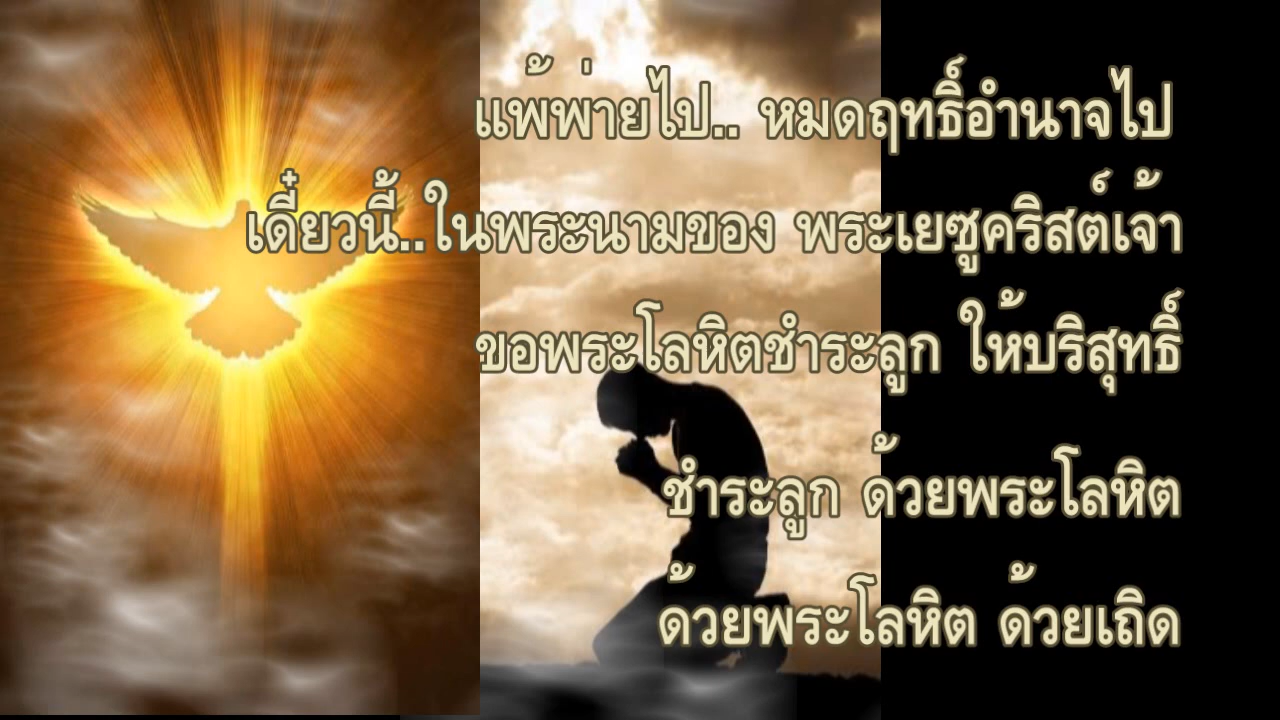 แพ้พ่ายไป.. หมดฤทธิ์อำนาจไป
เดี๋ยวนี้..ในพระนามของ พระเยซูคริสต์เจ้า
ขอพระโลหิตชำระลูก ให้บริสุทธิ์
ชำระลูก ด้วยพระโลหิต
ด้วยพระโลหิต ด้วยเถิด